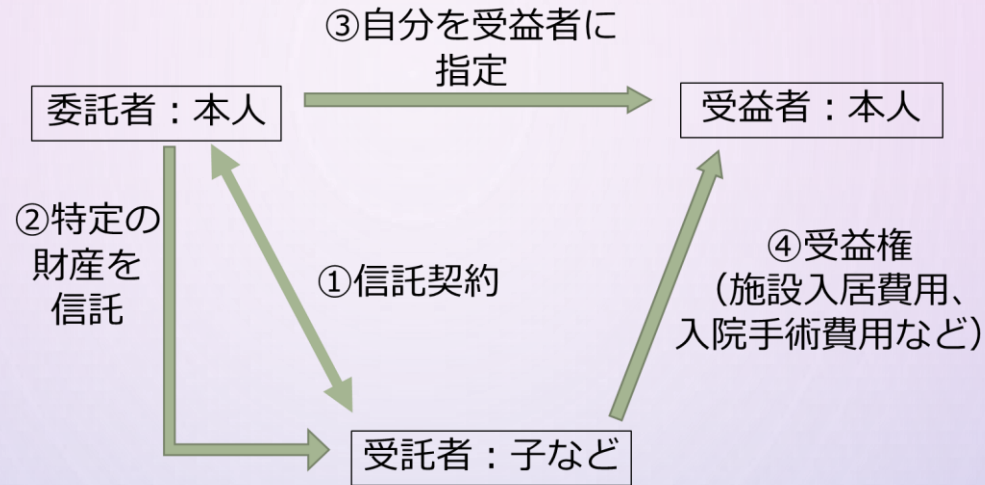 ③自分を受益者に
指定
委託者：本人
受益者：本人
②特定の
財産を
信託
①信託契約
④受益権
（施設入居費用、
入院手術費用など）
受託者：子など